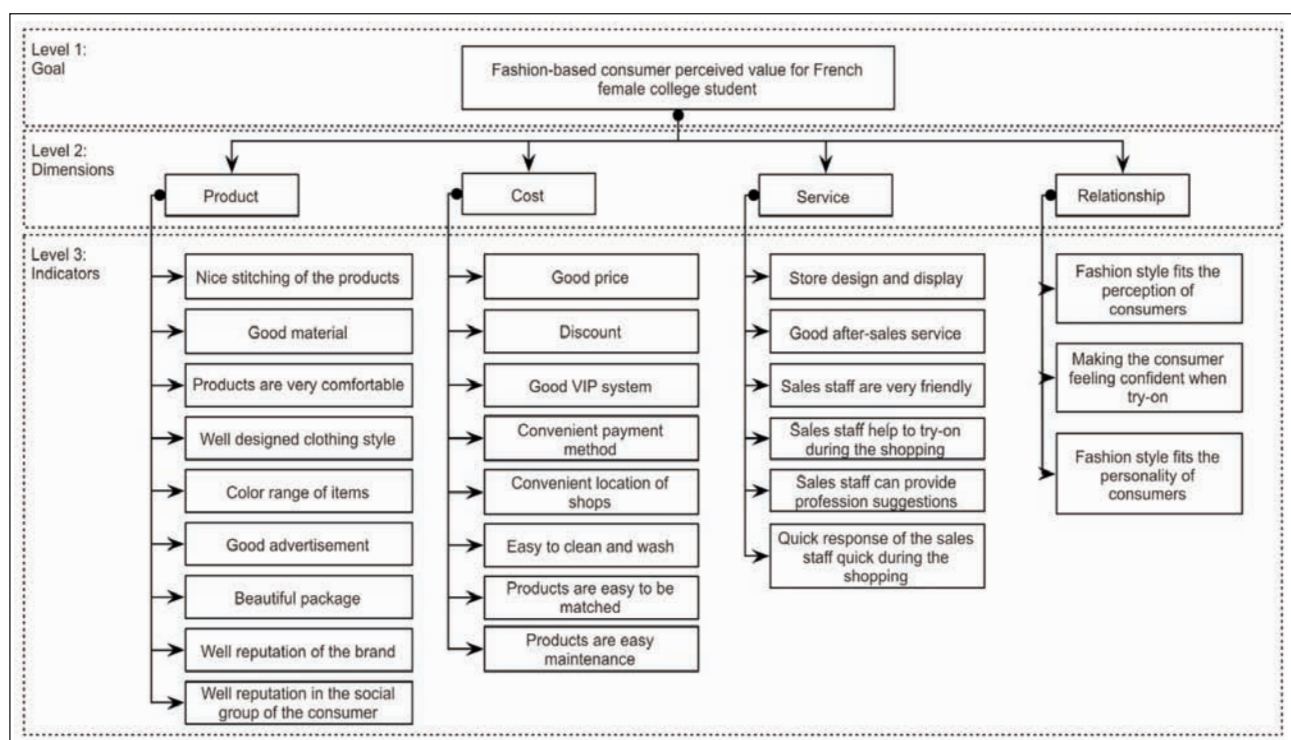 Level 1:
Goal
Fashion-based consumer perceived value for French
female college student
Level 2:
Dimensions
Product
Cost
Service
Relationship
Level 3:
Indicators
Nice stitching of the products
Good material
Products are very comfortable
Well designed clothing style
Color range of items
Good advertisement
Beautiful package
Well reputation of the brand
Well reputation in the social
group of the consumer
Good price
Discount
Good VIP system
Convenient payment
method
Convenient location of
shops
Easy to clean and wash
Products are easy to be
matched
Products are easy
maintenance
Store design and display
Good after-sales service
Sales staff are very friendly
Sales staff help to try-on
during the shopping
Sales staff can provide
profession suggestions
Quick response of the sales
staff quick during the
shopping
Fashion style fits the
perception of
consumers
Making the consumer
feeling confident when
try-on
Fashion style fits the
personality of
consumers